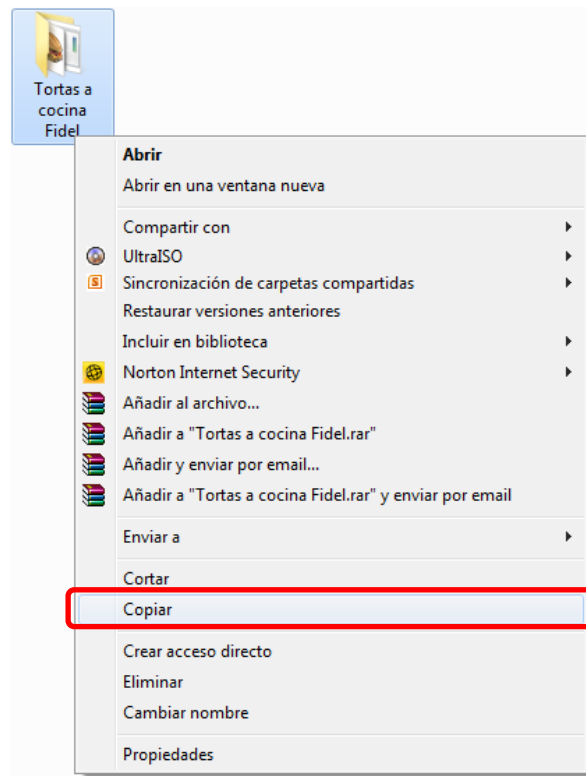 Tortas a
cocina
Fidel
Abrir
Abrir en una ventana nueva
Compartir con
UltraISO
Sincronización de carpetas compartidas
Restaurar versiones anteriores
Incluir en biblioteca
Norton Internet Security
Añadir al archivo...
Añadir a "Tortas a cocina Fidel.rar"
Añadir y enviar por email...
Añadir a "Tortas a cocina Fidel.rar" y enviar por email
Enviar a
Cortar
Copiar
Crear acceso directo
Eliminar
Cambiar nombre
Propiedades